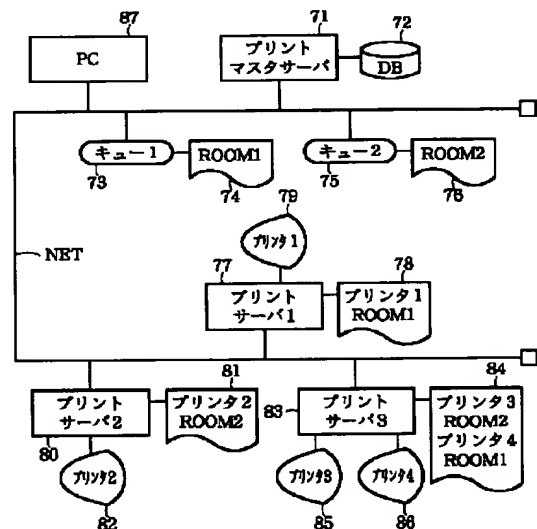 87
PC
71
プリント
マスタサーバ
72
DB
キュー1
73
ROOM1
74
キュー2
75
ROOM2
76
79
プリンタ1
NET
77
プリント
サーバ1
78
プリンタ1
ROOM1
プリント
サーバ2
80
81
プリンタ2
ROOM2
プリンタ2
82
83
プリント
サーバ3
84
プリンタ3
ROOM2
プリンタ4
ROOM1
プリンタ3
85
プリンタ4
86